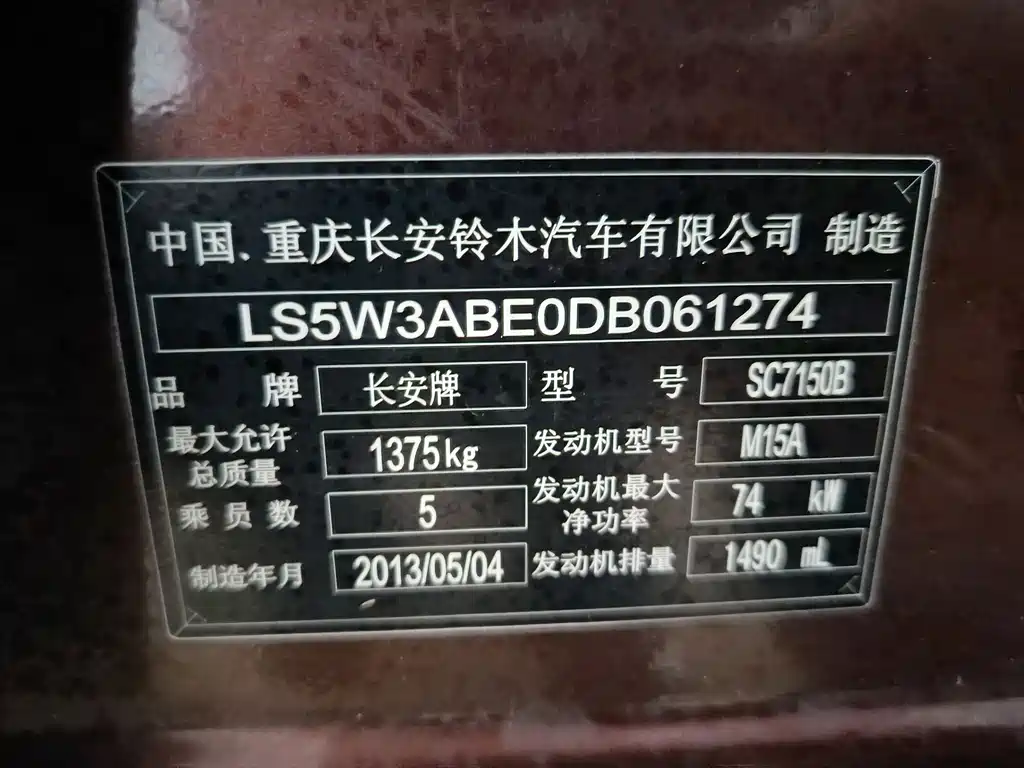 中国.重庆长安铃木汽车有限公司 制造
LS5W3ABE0DB061274
品 牌 长安牌 型 号 SC7150B
最大允许总质量 1375kg 发动机型号 M15A
乘员数 5 发动机最大净功率 74 kW
制造年月 2013/05/04 发动机排量 1490 mL